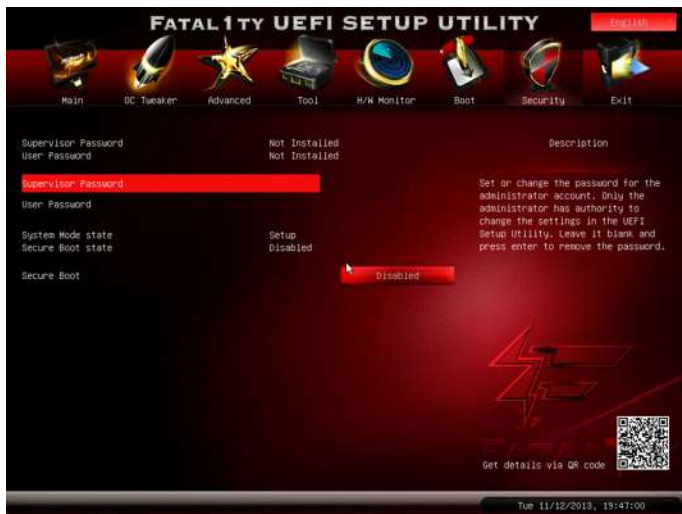 FATAL1TY UEFI SETUP UTILITY
English
Main OC Tweaker Advanced Tool H/W Monitor Boot Security Exit
Supervisor Password Not Installed
User Password Not Installed
Supervisor Password
User Password
System Mode state Setup
Secure Boot state Disabled
Secure Boot Disabled
Description
Set or change the password for the
administrator account. Only the
administrator has authority to
change the settings in the UEFI
Setup Utility. Leave it blank and
press enter to remove the password.
Get details via QR code
Tue 11/12/2013, 19:47:00